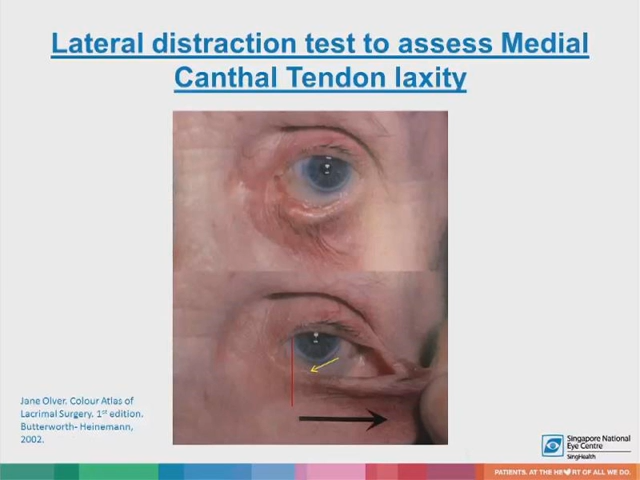 Lateral distraction test to assess Medial
Canthal Tendon laxity
Jane Olver. Colour Atlas of
Lacrimal Surgery. 1st edition.
Butterworth- Heinemann,
2002.
Singapore National
Eye Centre
SingHealth
PATIENTS. AT THE HE♥RT OF ALL WE DO.